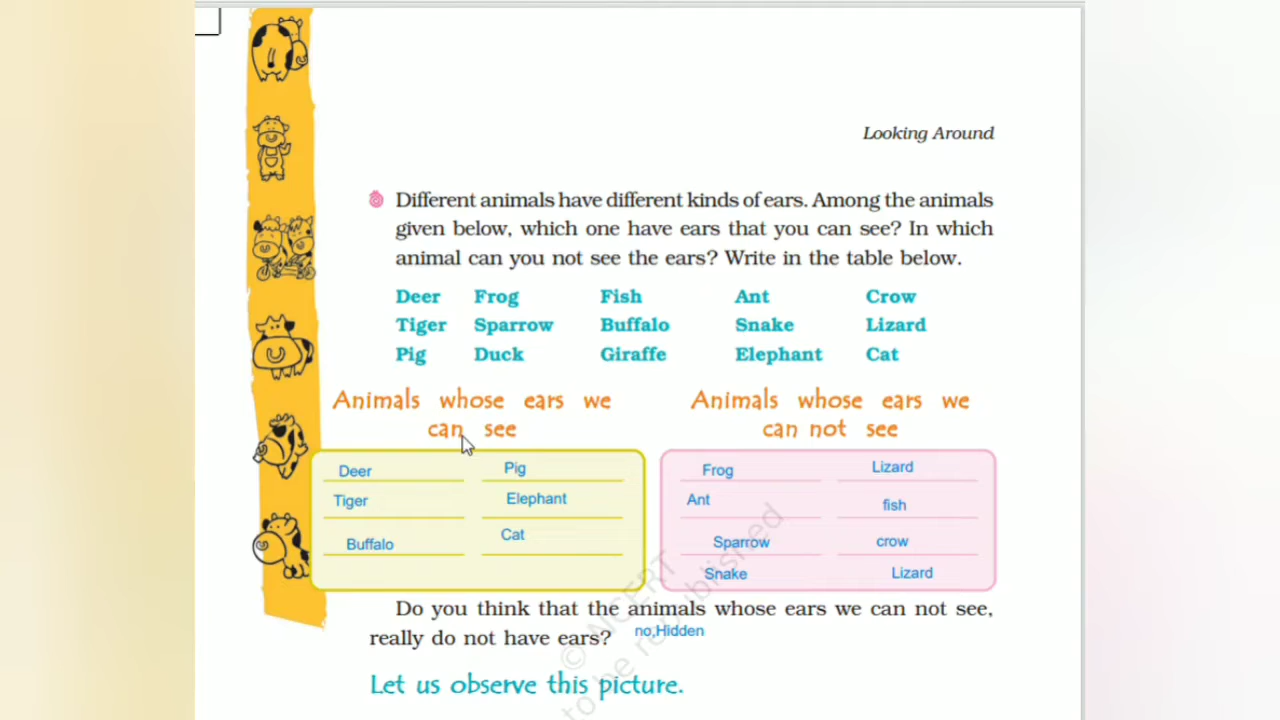 Looking Around
Different animals have different kinds of ears. Among the animals
given below, which one have ears that you can see? In which
animal can you not see the ears? Write in the table below.
Deer Frog Fish Ant Crow
Tiger Sparrow Buffalo Snake Lizard
Pig Duck Giraffe Elephant Cat
Animals whose ears we
can see
Deer Pig
Tiger Elephant
Buffalo Cat
Animals whose ears we
can not see
Frog Lizard
Ant fish
Sparrow crow
Snake Lizard
Do you think that the animals whose ears we can not see,
really do not have ears? no,Hidden
Let us observe this picture.
© NCERT
to be republished